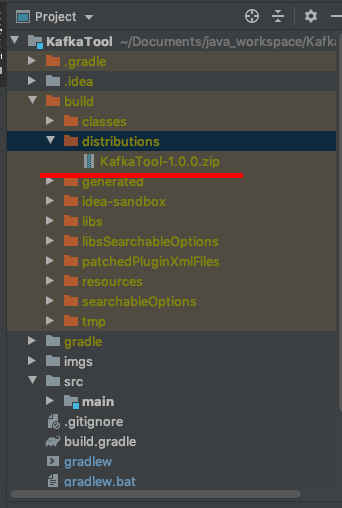 Project
KafkaTool ~/Documents/java_workspace/Kafk
.gradle
.idea
build
classes
distributions
KafkaTool-1.0.0.zip
generated
idea-sandbox
libs
libsSearchableOptions
patchedPluginXmlFiles
resources
searchableOptions
tmp
gradle
imgs
src
main
.gitignore
build.gradle
gradlew
gradlew.bat